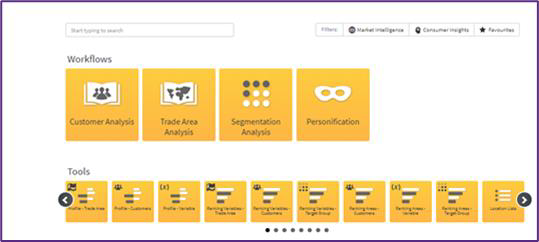 Start typing to search
Filters:
Market Intelligence
Consumer Insights
Favourites
Workflows
Customer Analysis
Trade Area
Analysis
Segmentation
Analysis
Personification
Tools
Profile - Trade Area
Profile - Customers
Profile - Variable
Ranking Variables -
Trade Area
Ranking Variables -
Customers
Ranking Variables -
Target Group
Ranking Areas -
Customers
Ranking Areas -
Variable
Ranking Areas -
Target Group
Location Lists